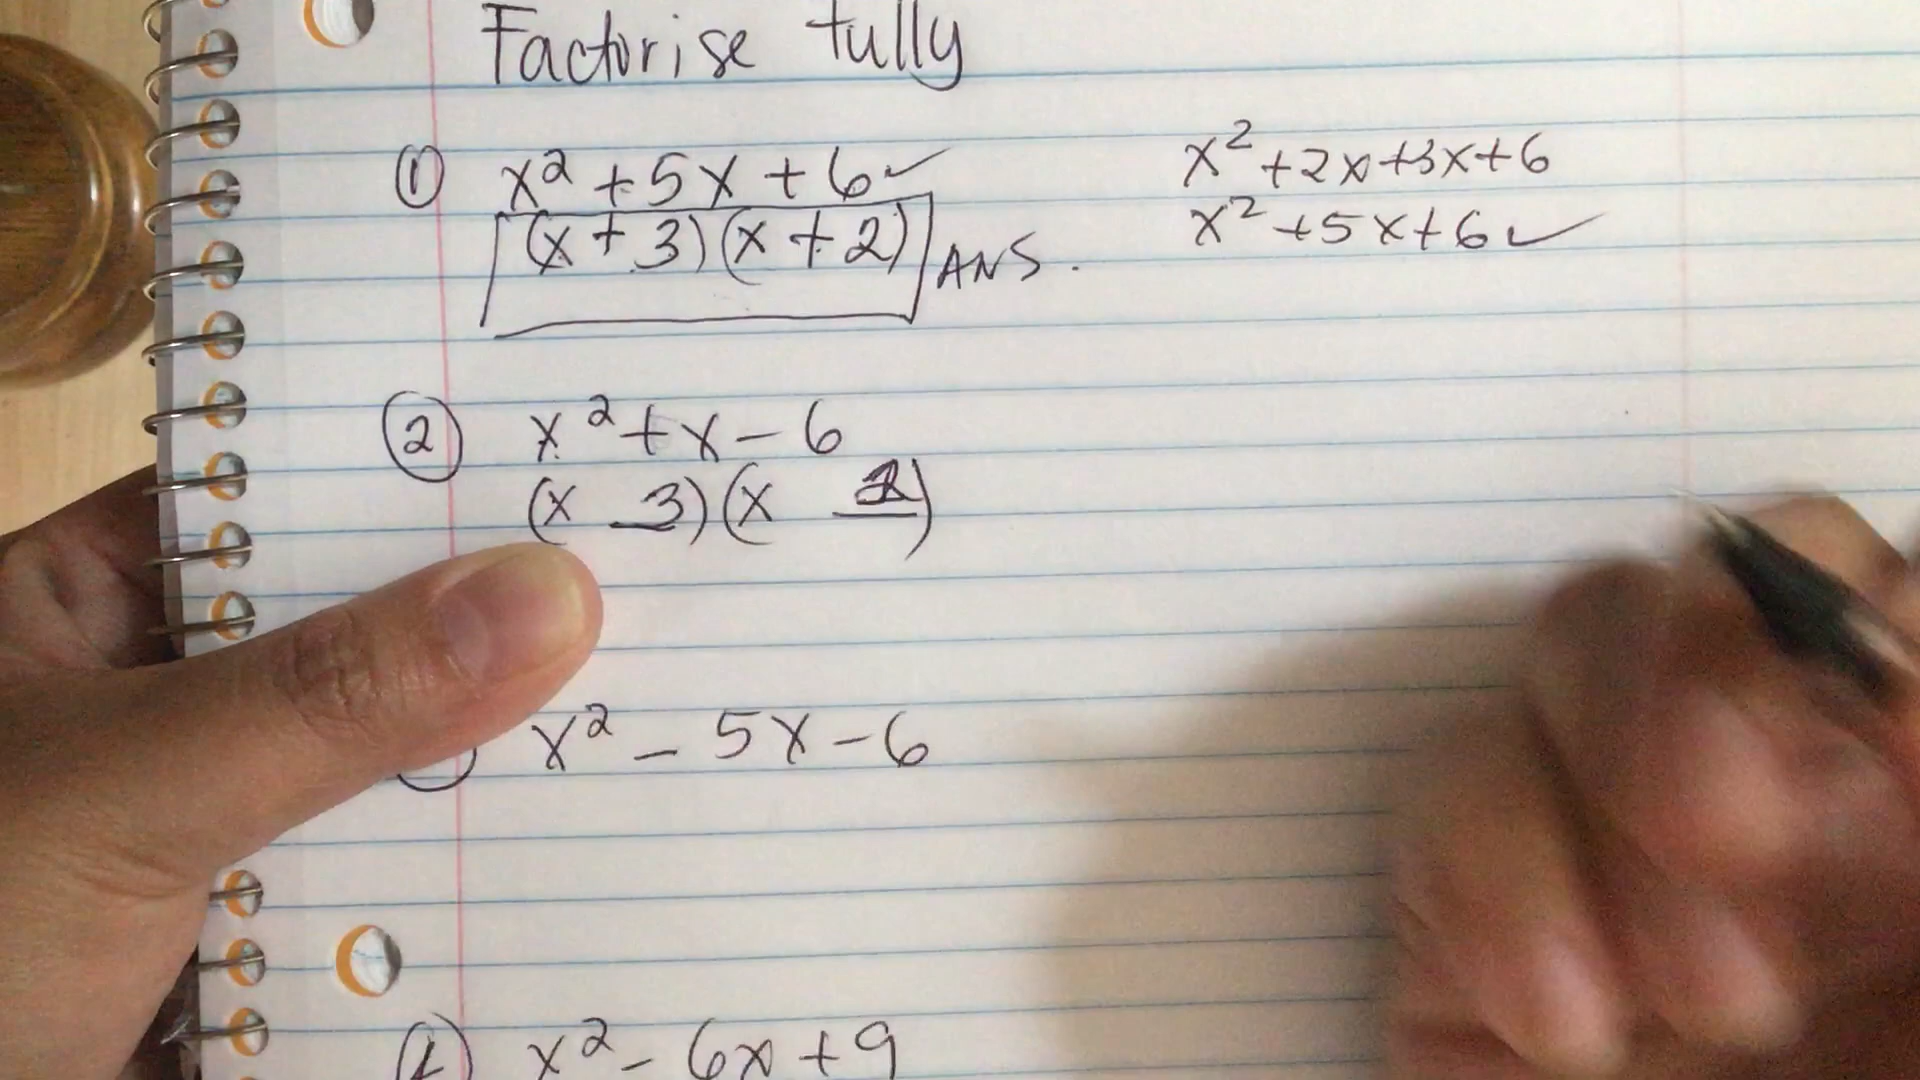 Factorise fully
① x² + 5x + 6 ✓
(x + 3)(x + 2) ANS.
x² + 2x + 3x + 6
x² + 5x + 6 ✓
② x² + x - 6
(x 3)(x 2)
x² - 5x - 6
x² - 6x + 9